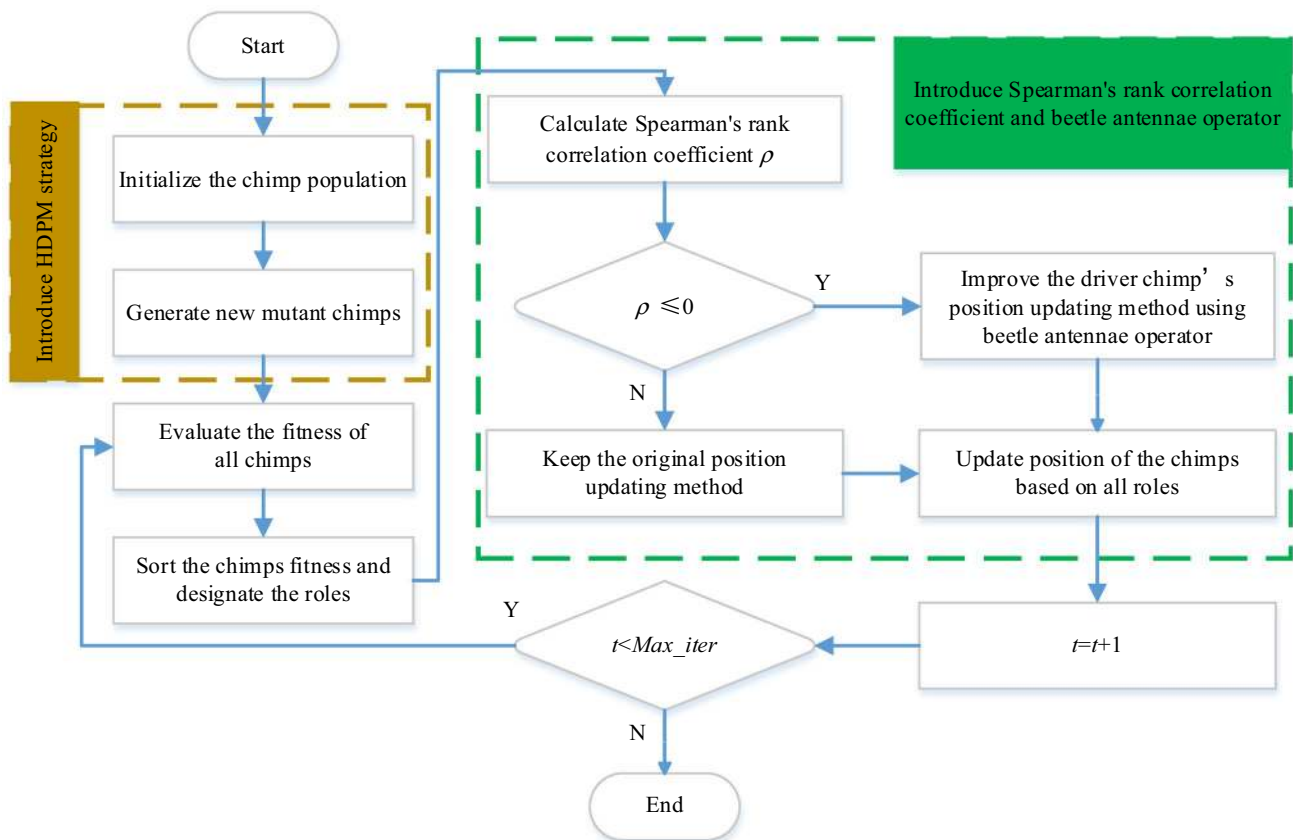 Start
Introduce HDPM strategy
Initialize the chimp population
Generate new mutant chimps
Evaluate the fitness of
all chimps
Sort the chimps fitness and
designate the roles
Introduce Spearman's rank correlation
coefficient and beetle antennae operator
Calculate Spearman's rank
correlation coefficient ρ
ρ ≤0
Y
N
Improve the driver chimp’s
position updating method using
beetle antennae operator
Keep the original position
updating method
Update position of the chimps
based on all roles
t=t+1
t<Max_iter
Y
N
End